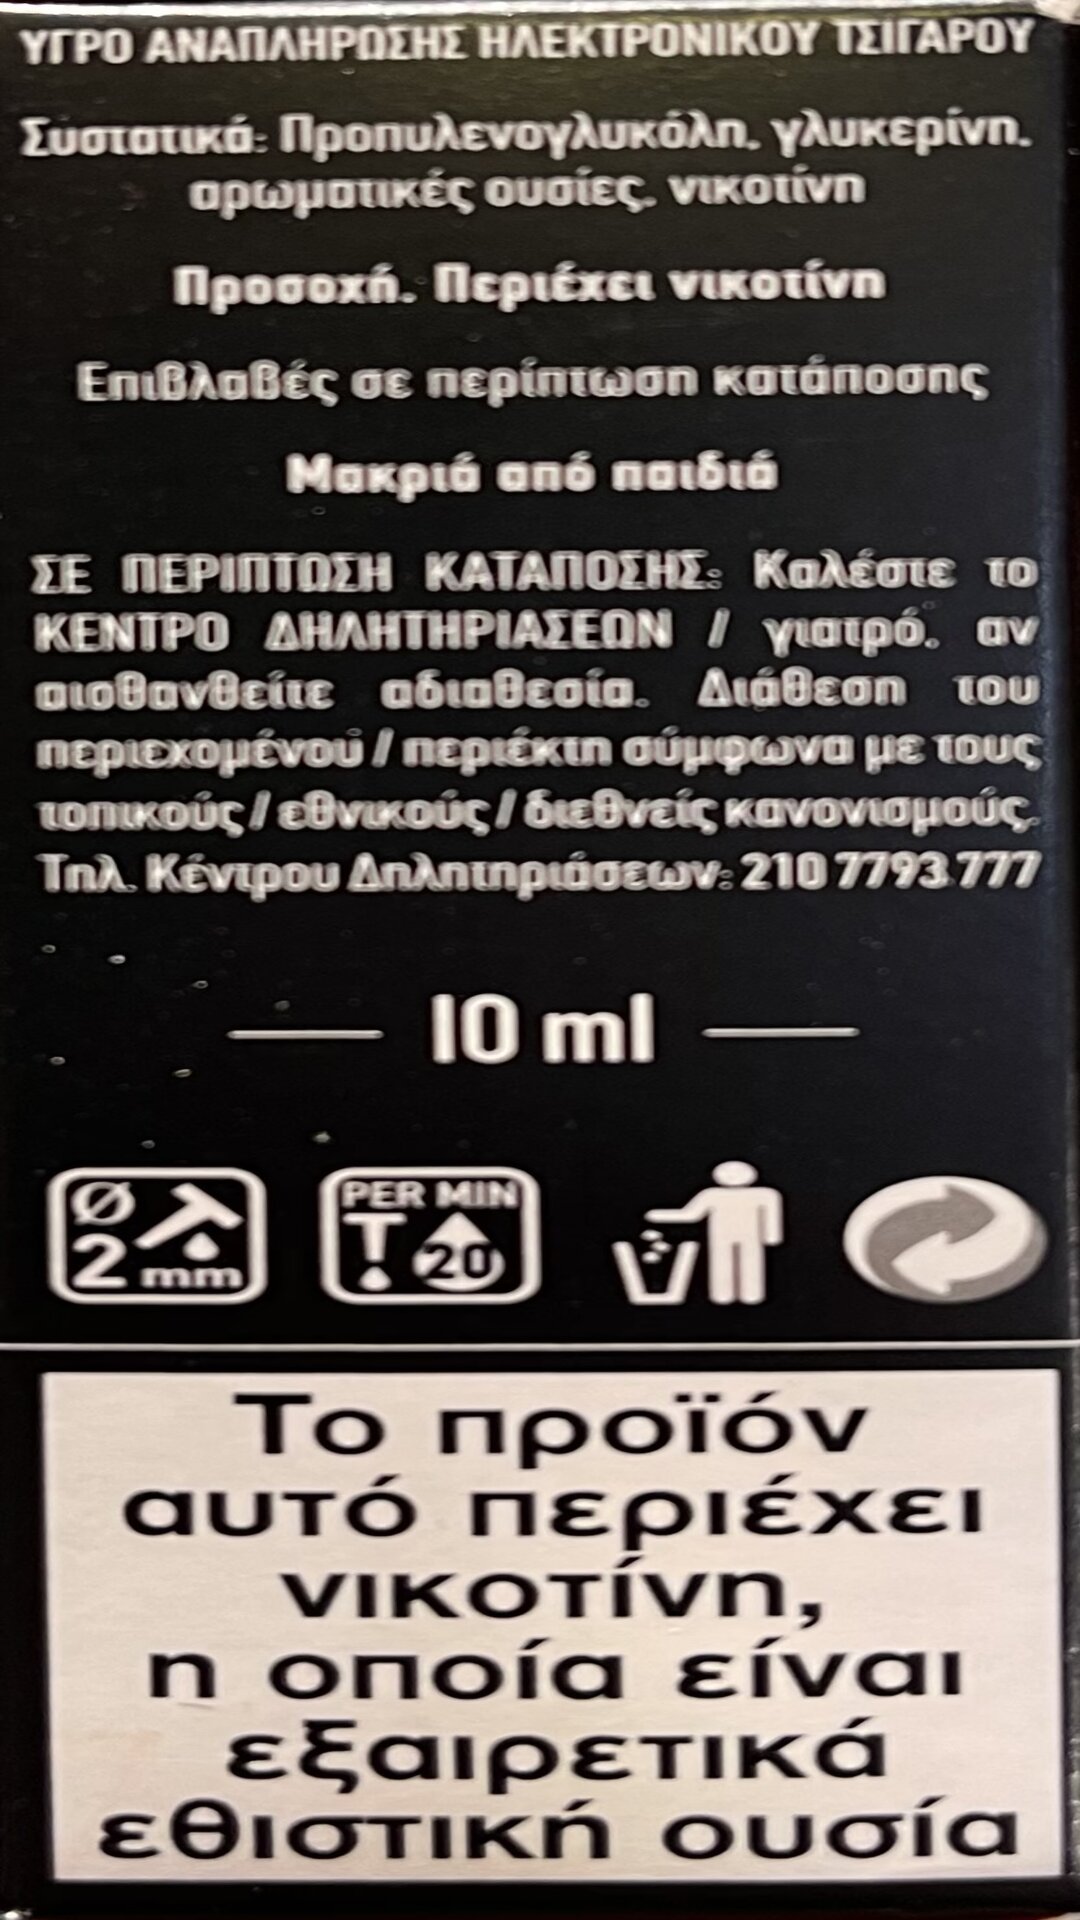 ΥΓΡΟ ΑΝΑΠΛΗΡΩΣΗΣ ΗΛΕΚΤΡΟΝΙΚΟΥ ΤΣΙΓΑΡΟΥ
Συστατικά: Προπυλενογλυκόλη, γλυκερίνη,
αρωματικές ουσίες, νικοτίνη
Προσοχή. Περιέχει νικοτίνη
Επιβλαβές σε περίπτωση κατάποσης
Μακριά από παιδιά
ΣΕ ΠΕΡΙΠΤΩΣΗ ΚΑΤΑΠΟΣΗΣ: Καλέστε το
ΚΕΝΤΡΟ ΔΗΛΗΤΗΡΙΑΣΕΩΝ / γιατρό, αν
αισθανθείτε αδιαθεσία. Διάθεση του
περιεχομένου / περιέκτη σύμφωνα με τους
τοπικούς / εθνικούς / διεθνείς κανονισμούς.
Τηλ. Κέντρου Δηλητηριάσεων: 210 7793 777
10 ml
Ø
2 mm
PER MIN
20
Το προϊόν
αυτό περιέχει
νικοτίνη,
η οποία είναι
εξαιρετικά
εθιστική ουσία